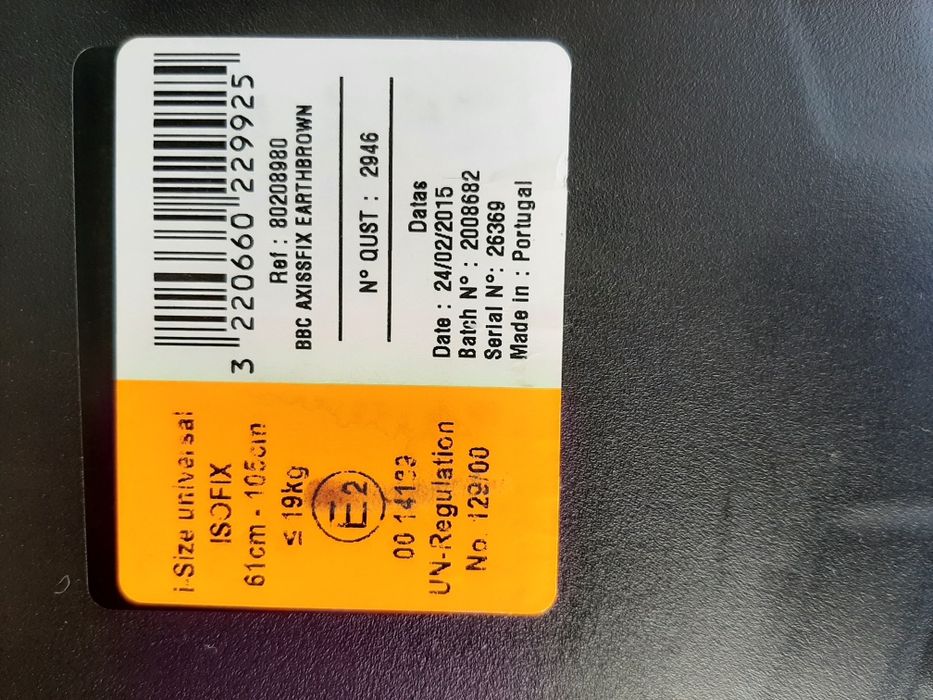 3 220660 229925
Ref : 80208980
BBC AXISSFIX EARTHBROWN
N° QUST : 2946
Datas
Date : 24/02/2015
Batch N° : 2008682
Serial N°: 26369
Made in : Portugal
i-Size universal
ISOFIX
61cm - 105cm
≤ 19kg
E2
00
UN-Regulation
No. 129/00